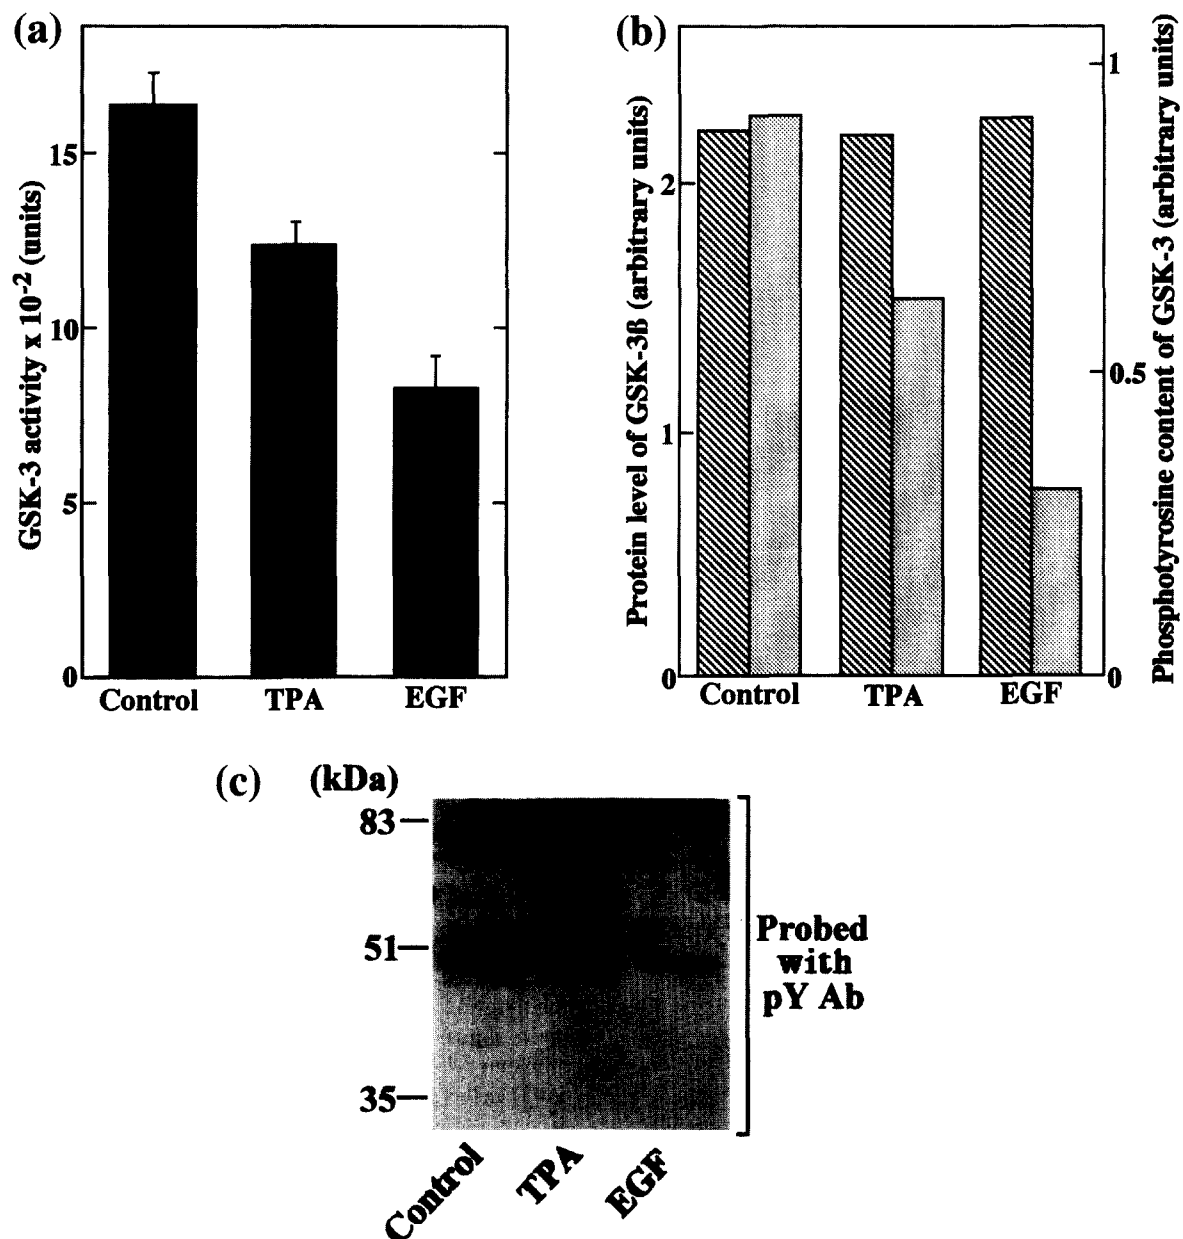 (a)
GSK-3 activity x 10-2 (units)
15
10
5
0
Control TPA EGF
(b)
Protein level of GSK-3ß (arbitrary units)
2
1
0
Control TPA EGF
1
0.5
0
Phosphotyrosine content of GSK-3 (arbitrary units)
(c)
(kDa)
83
51
35
Control TPA EGF
Probed
with
pY Ab